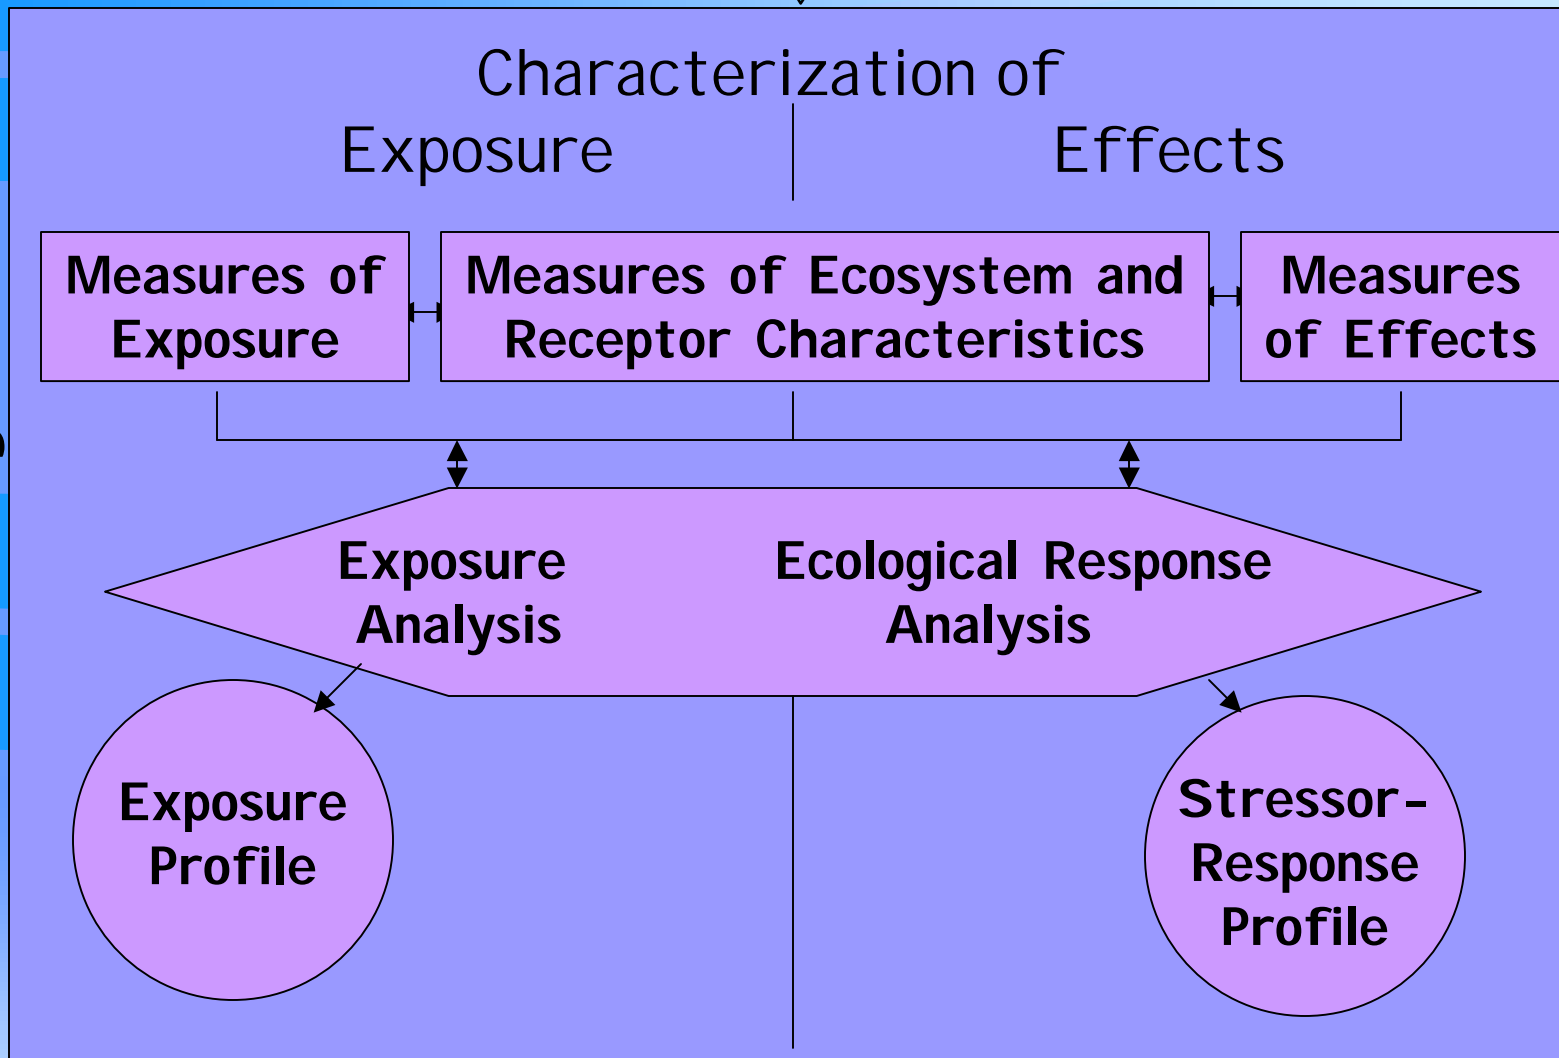 Characterization of
Exposure
Effects
Measures of
Exposure
Measures of Ecosystem and
Receptor Characteristics
Measures
of Effects
Exposure
Analysis
Ecological Response
Analysis
Exposure
Profile
Stressor-
Response
Profile